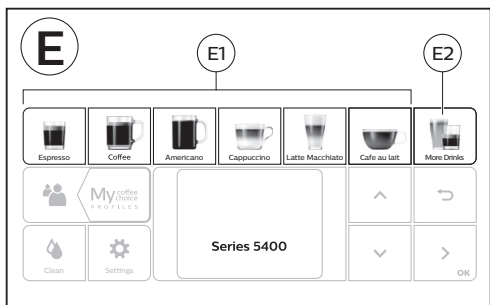 E
E1
E2
Espresso
Coffee
Americano
Cappuccino
Latte Macchiato
Cafe au lait
More Drinks
My coffee
choice
PROFILES
Series 5400
Clean
Settings
OK